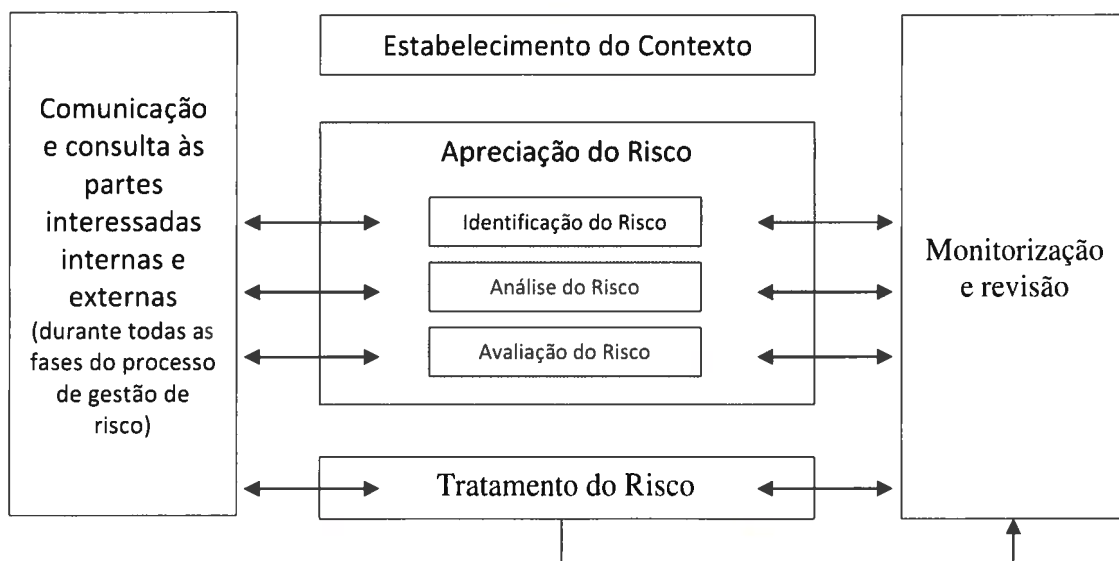 Estabelecimento do Contexto
Comunicação
e consulta às
partes
interessadas
internas e
externas
(durante todas as
fases do processo
de gestão de
risco)
Apreciação do Risco
Identificação do Risco
Análise do Risco
Avaliação do Risco
Tratamento do Risco
Monitorização
e revisão